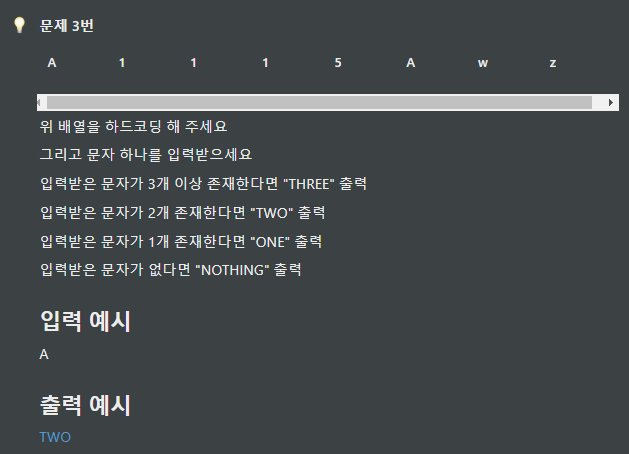 문제 3번
A 1 1 1 5 A w z
위 배열을 하드코딩 해 주세요
그리고 문자 하나를 입력받으세요
입력받은 문자가 3개 이상 존재한다면 "THREE" 출력
입력받은 문자가 2개 존재한다면 "TWO" 출력
입력받은 문자가 1개 존재한다면 "ONE" 출력
입력받은 문자가 없다면 "NOTHING" 출력
입력 예시
A
출력 예시
TWO